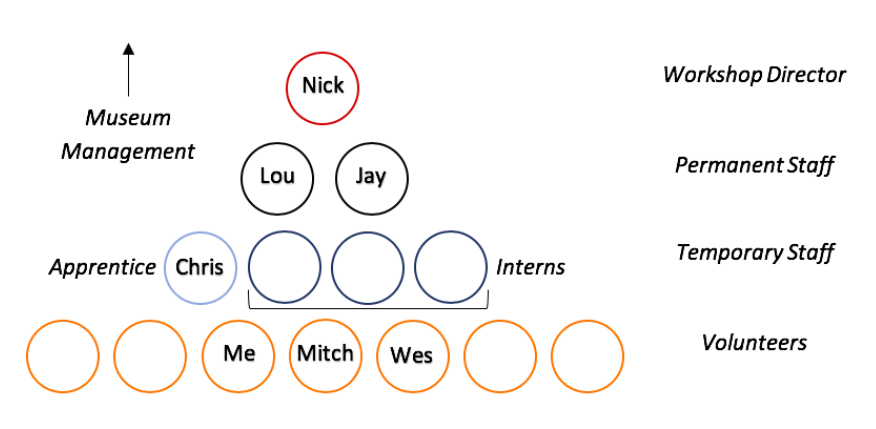 Nick
Workshop Director
Museum
Management
Lou
Jay
Permanent Staff
Apprentice
Chris
Interns
Temporary Staff
Me
Mitch
Wes
Volunteers